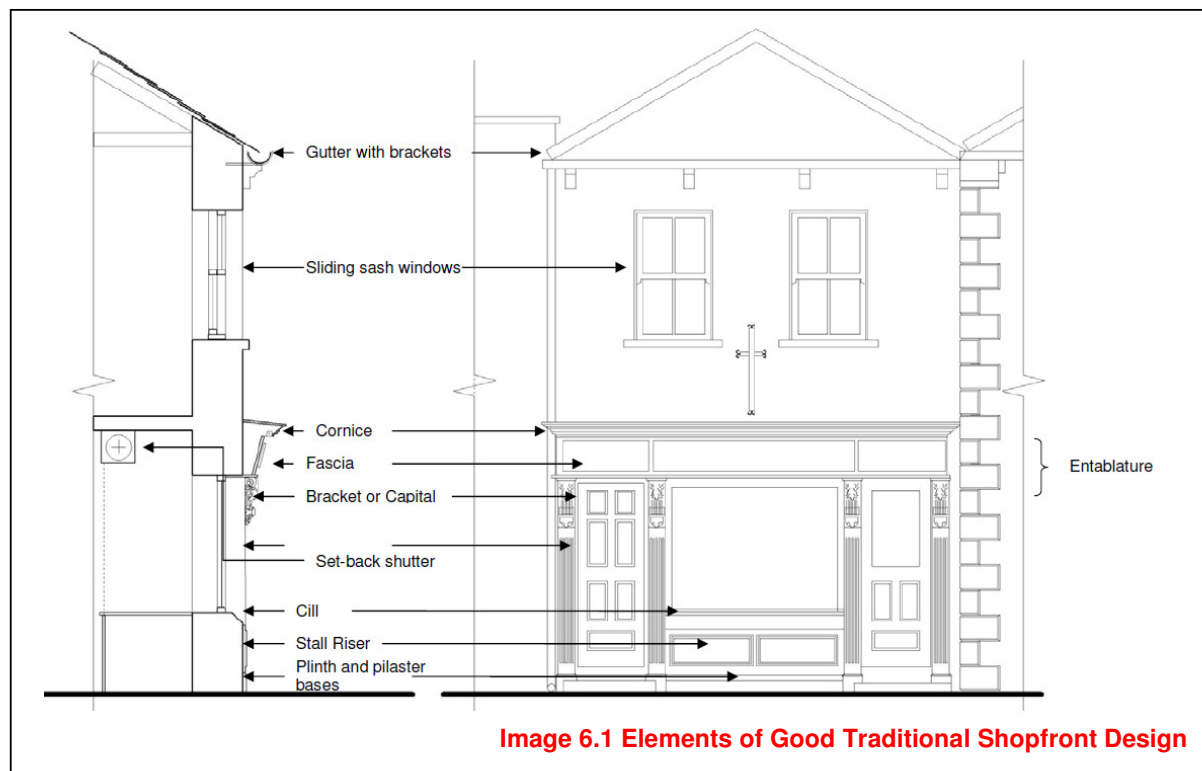 Gutter with brackets
Sliding sash windows
Cornice
Fascia
Entablature
Bracket or Capital
Set-back shutter
Cill
Stall Riser
Plinth and pilaster
bases
Image 6.1 Elements of Good Traditional Shopfront Design